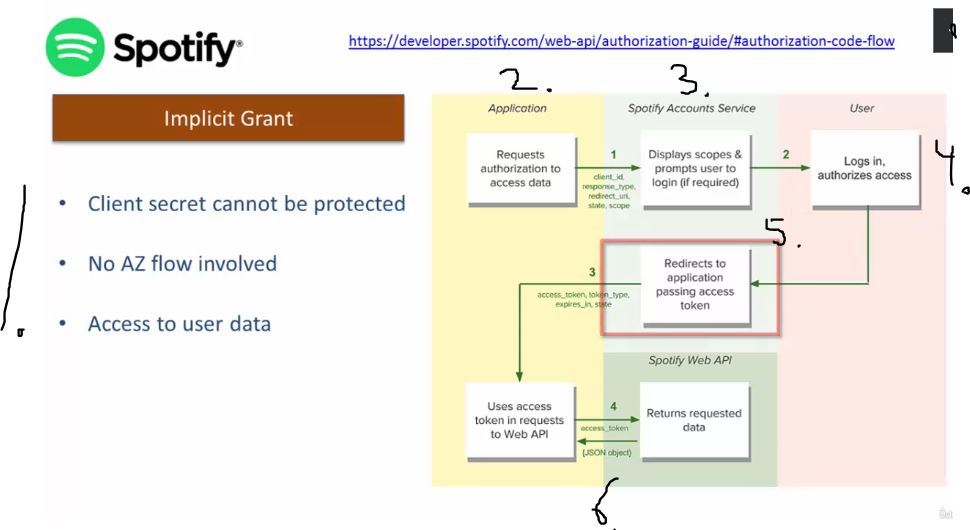 Spotify®
https://developer.spotify.com/web-api/authorization-guide/#authorization-code-flow
Implicit Grant
1.
• Client secret cannot be protected
• No AZ flow involved
• Access to user data
2.
3.
Application
Spotify Accounts Service
User
Requests
authorization to
access data
1
client_id,
response_type,
redirect_uri,
state, scope
Displays scopes &
prompts user to
login (if required)
2
Logs in,
authorizes access
4.
5.
Redirects to
application
passing access
token
3
access_token, token_type,
expires_in, state
Spotify Web API
Uses access
token in requests
to Web API
4
access_token
{JSON object}
Returns requested
data
6.